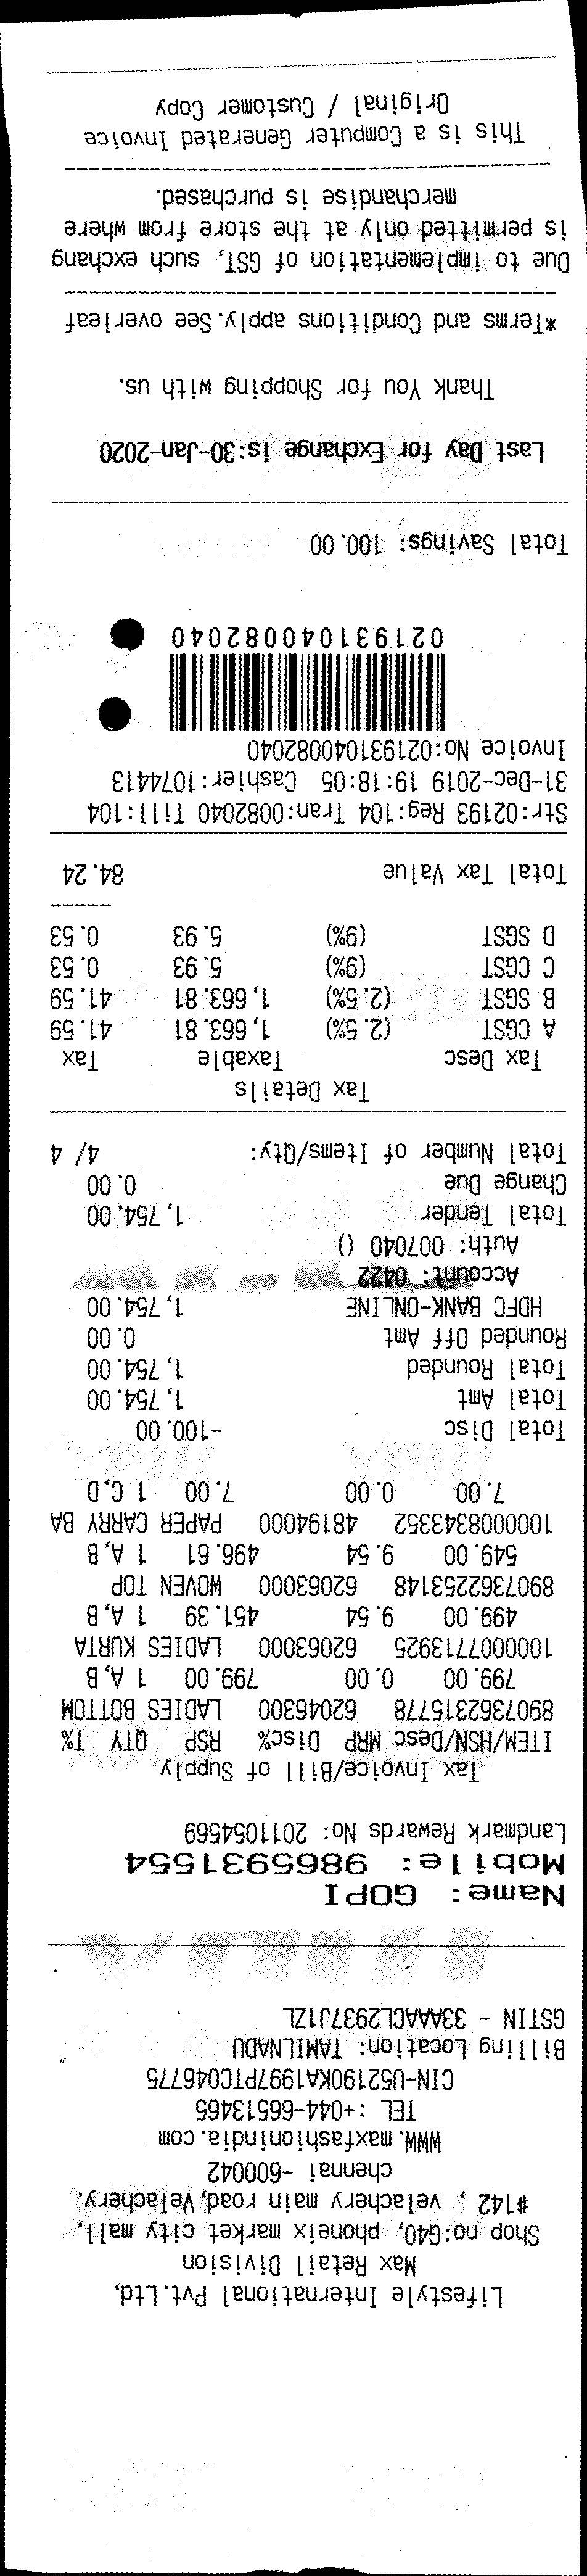 Lifestyle International Pvt.Ltd,
Max Retail Division
Shop no:G40, phoneix market city mall,
#142 , velachery main road,Velachery.
chennai -600042
WWW.maxfashionindia.com
TEL :+044-66513465
CIN-U52190KA1997PTC046775
Billing Location: TAMILNADU
GSTIN - 33AAACL2937J1ZL
max
Name: GOPI
Mobile: 9865931554
Landmark Rewards No: 2011054569
Tax Invoice/Bill of Supply
ITEM/HSN/Desc MRP Disc% RSP QTY T%
8907362315778 62046300 LADIES BOTTOM
799.00 0.00 799.00 1 A,B
1000007713925 62063000 LADIES KURTA
499.00 9.54 451.39 1 A,B
8907362253148 62063000 WOVEN TOP
549.00 9.54 496.61 1 A,B
1000008343352 48194000 PAPER CARRY BA
7.00 0.00 7.00 1 C,D
Total Disc -100.00
Total Amt 1,754.00
Total Rounded 1,754.00
Rounded Off Amt 0.00
HDFC BANK-ONLINE 1,754.00
Account: 0422
Auth: 007040 ()
Total Tender 1,754.00
Change Due 0.00
Total Number of Items/Qty: 4/ 4
Tax Details
Tax Desc Taxable Tax
A CGST (2.5%) 1,663.81 41.59
B SGST (2.5%) 1,663.81 41.59
C CGST (9%) 5.93 0.53
D SGST (9%) 5.93 0.53
-----
Total Tax Value 84.24
Str:02193 Reg:104 Tran:0082040 Till:104
31-Dec-2019 19:18:05 Cashier:1074413
Invoice No:021931040082040
021931040082040
Total Savings: 100.00
Last Day for Exchange is:30-Jan-2020
Thank You for Shopping with us.
*Terms and Conditions apply.See overleaf
Due to implementation of GST, such exchang
is permitted only at the store from where
merchandise is purchased.
This is a Computer Generated Invoice
Original / Customer Copy